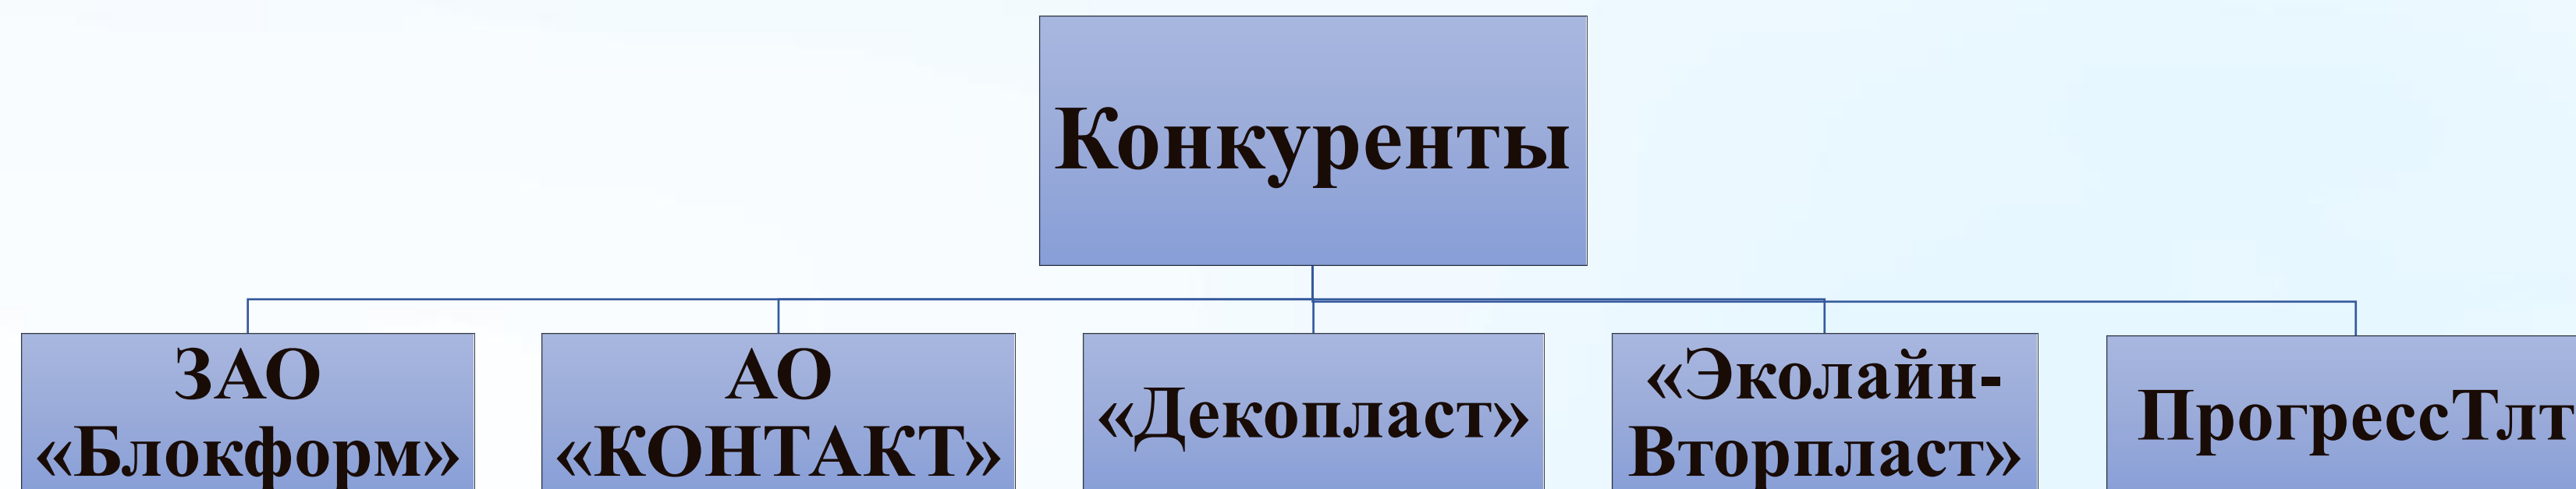 Конкуренты
ЗАО
«Блокформ»
АО
«КОНТАКТ»
«Декопласт»
«Эколайн-
Вторпласт»
ПрогрессТлт